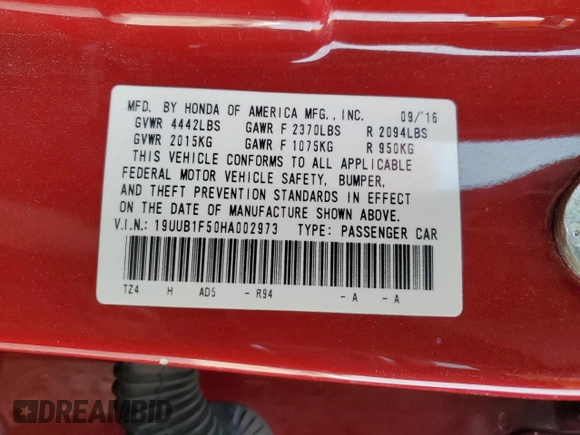 MFD. BY HONDA OF AMERICA MFG., INC. 09/'16
GVWR 4442LBS GAWR F 2370LBS R 2094LBS
GVWR 2015KG GAWR F 1075KG R 950KG
THIS VEHICLE CONFORMS TO ALL APPLICABLE
FEDERAL MOTOR VEHICLE SAFETY, BUMPER,
AND THEFT PREVENTION STANDARDS IN EFFECT
ON THE DATE OF MANUFACTURE SHOWN ABOVE.
V.I.N.: 19UUB1F50HA002973 TYPE: PASSENGER CAR
TZ4 H AD5 - R94 - A - A
DREAMBID